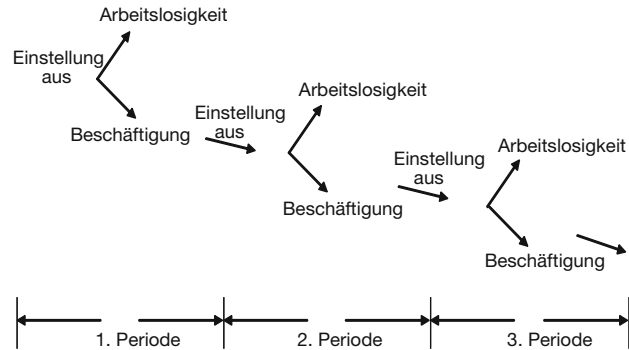 Arbeitslosigkeit
Einstellung
aus
Beschäftigung
Einstellung
aus
Arbeitslosigkeit
Beschäftigung
Einstellung
aus
Arbeitslosigkeit
Beschäftigung
1. Periode
2. Periode
3. Periode